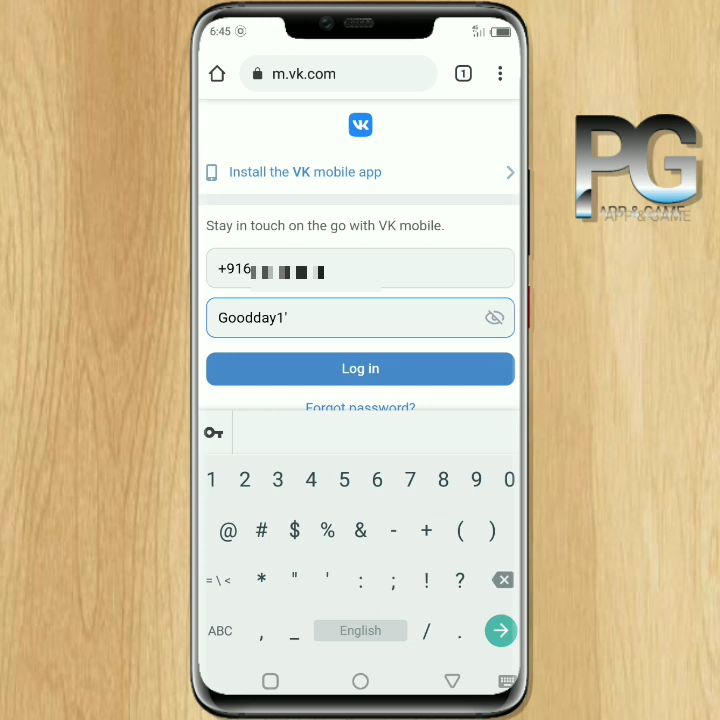 6:45
m.vk.com
1
Install the VK mobile app
Stay in touch on the go with VK mobile.
+916
Goodday1'
Log in
Forgot password?
1 2 3 4 5 6 7 8 9 0
@ # $ % & - + ( )
= \ < * " ' : ; ! ?
ABC , _ English / .
PG
APP & GAME